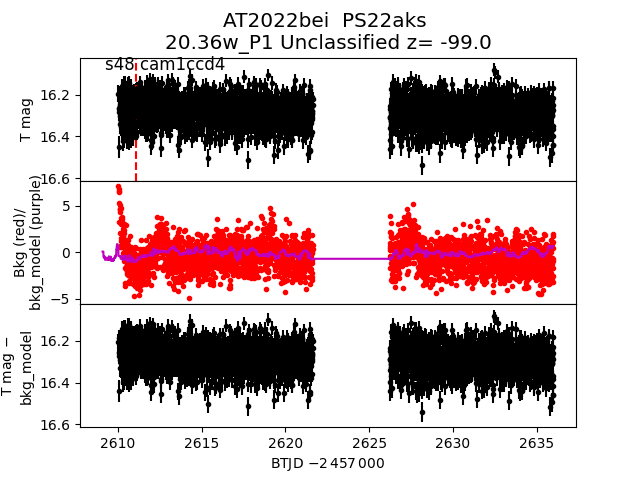 AT2022bei  PS22aks
20.36w_P1 Unclassified z= -99.0
s48 cam1ccd4
16.2
16.4
16.6
T mag
5
0
−5
Bkg (red)/
bkg_model (purple)
16.2
16.4
16.6
T mag −
bkg_model
2610
2615
2620
2625
2630
2635
BTJD −2 457 000